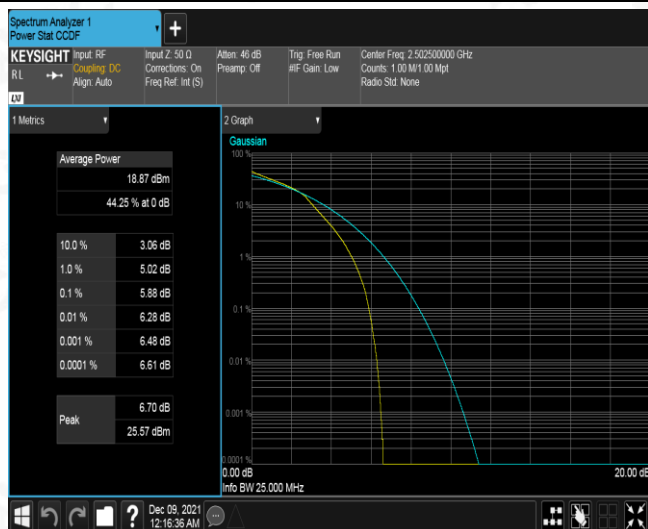 Spectrum Analyzer 1
Power Stat CCDF
+
KEYSIGHT
RL
Input: RF
Coupling: DC
Align: Auto
Input Z: 50 Ω
Corrections: On
Freq Ref: Int (S)
Atten: 46 dB
Preamp: Off
Trig: Free Run
#IF Gain: Low
Center Freq: 2.502500000 GHz
Counts: 1.00 M/1.00 Mpt
Radio Std: None
1 Metrics
Average Power
18.87 dBm
44.25 % at 0 dB
10.0 % 3.06 dB
1.0 % 5.02 dB
0.1 % 5.88 dB
0.01 % 6.28 dB
0.001 % 6.48 dB
0.0001 % 6.61 dB
Peak
6.70 dB
25.57 dBm
2 Graph
Gaussian
100 %
10 %
1 %
0.1 %
0.01 %
0.001 %
0.0001 %
0.00 dB
20.00 dB
Info BW 25.000 MHz
?
Dec 09, 2021
12:16:36 AM